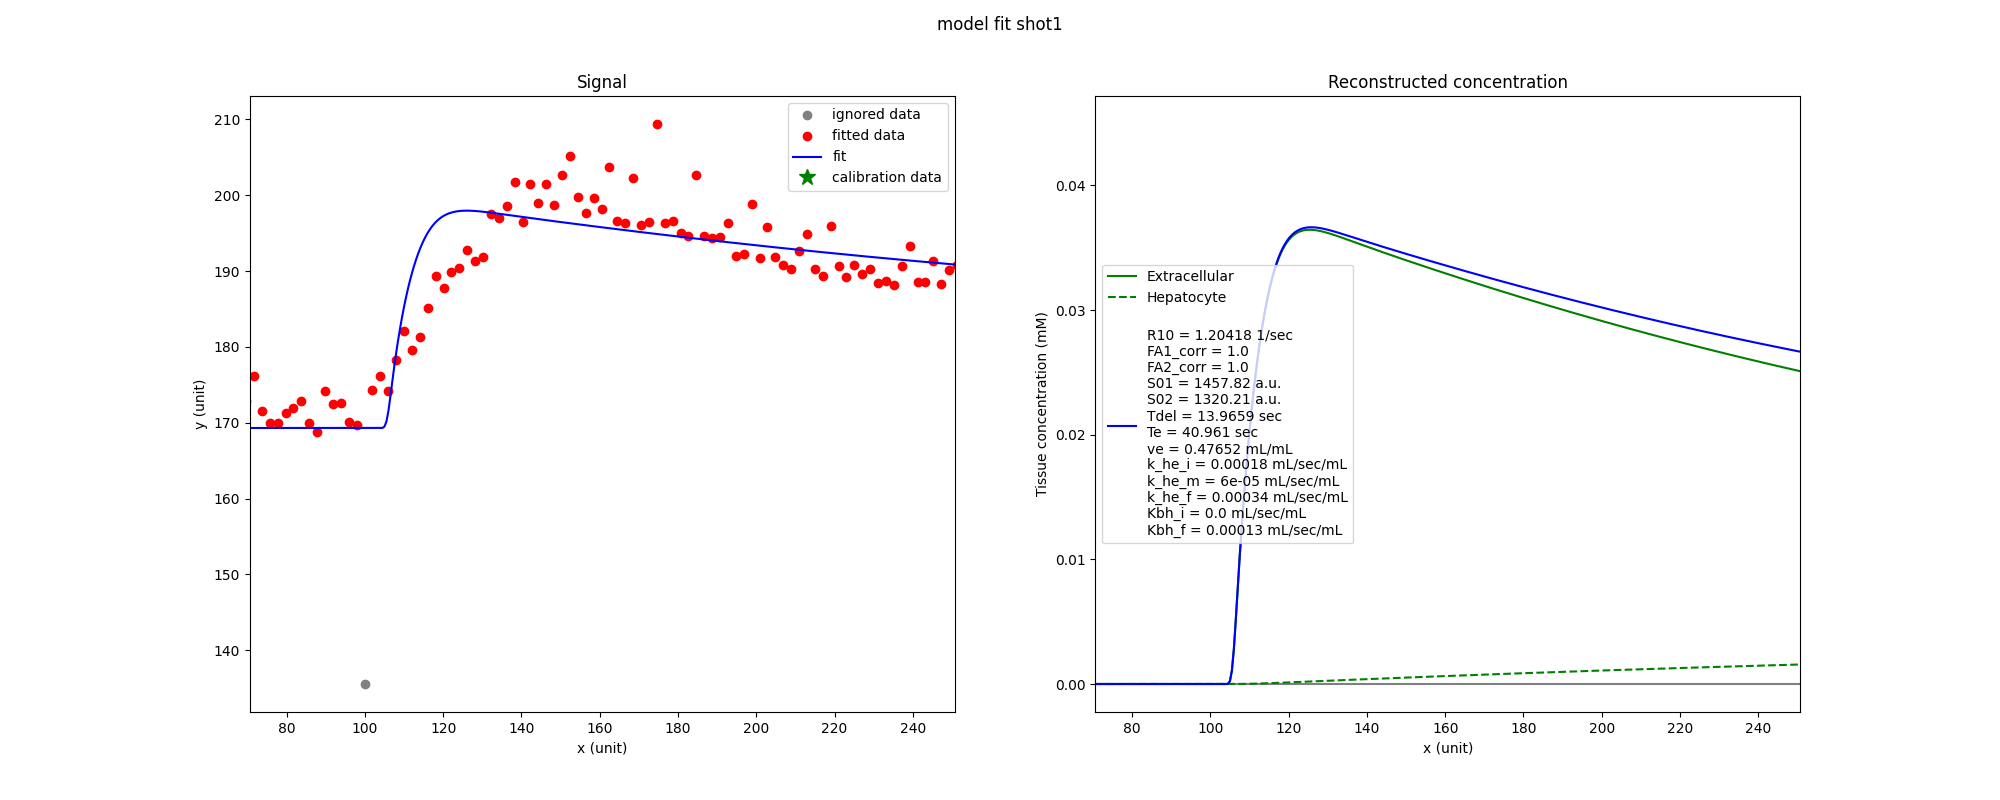 model fit shot1
Signal
210
200
190
180
170
160
150
140
y (unit)
80
100
120
140
160
180
200
220
240
x (unit)
ignored data
fitted data
fit
calibration data
Reconstructed concentration
0.04
0.03
0.02
0.01
0.00
Tissue concentration (mM)
80
100
120
140
160
180
200
220
240
x (unit)
Extracellular
Hepatocyte
R10 = 1.20418 1/sec
FA1_corr = 1.0
FA2_corr = 1.0
S01 = 1457.82 a.u.
S02 = 1320.21 a.u.
Tdel = 13.9659 sec
Te = 40.961 sec
ve = 0.47652 mL/mL
k_he_i = 0.00018 mL/sec/mL
k_he_m = 6e-05 mL/sec/mL
k_he_f = 0.00034 mL/sec/mL
Kbh_i = 0.0 mL/sec/mL
Kbh_f = 0.00013 mL/sec/mL